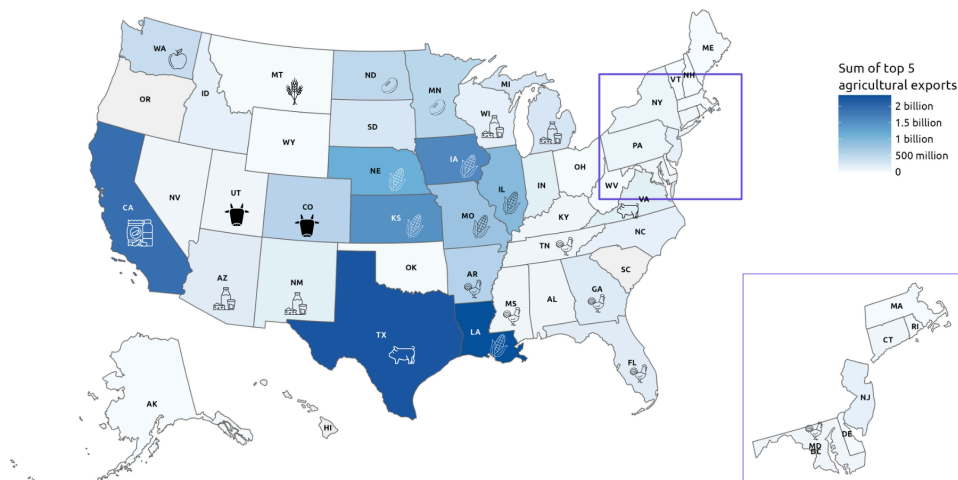 ME
WA
VT
NH
MT
ND
MN
MI
OR
ID
NY
WI
SD
WY
PA
IA
OH
NE
IL
IN
WV
NV
UT
CO
VA
CA
KS
MO
KY
NC
TN
AZ
OK
AR
SC
NM
GA
MS
AL
TX
LA
FL
AK
HI
Sum of top 5
agricultural exports
2 billion
1.5 billion
1 billion
500 million
0
MA
RI
CT
NJ
DE
MD
DC